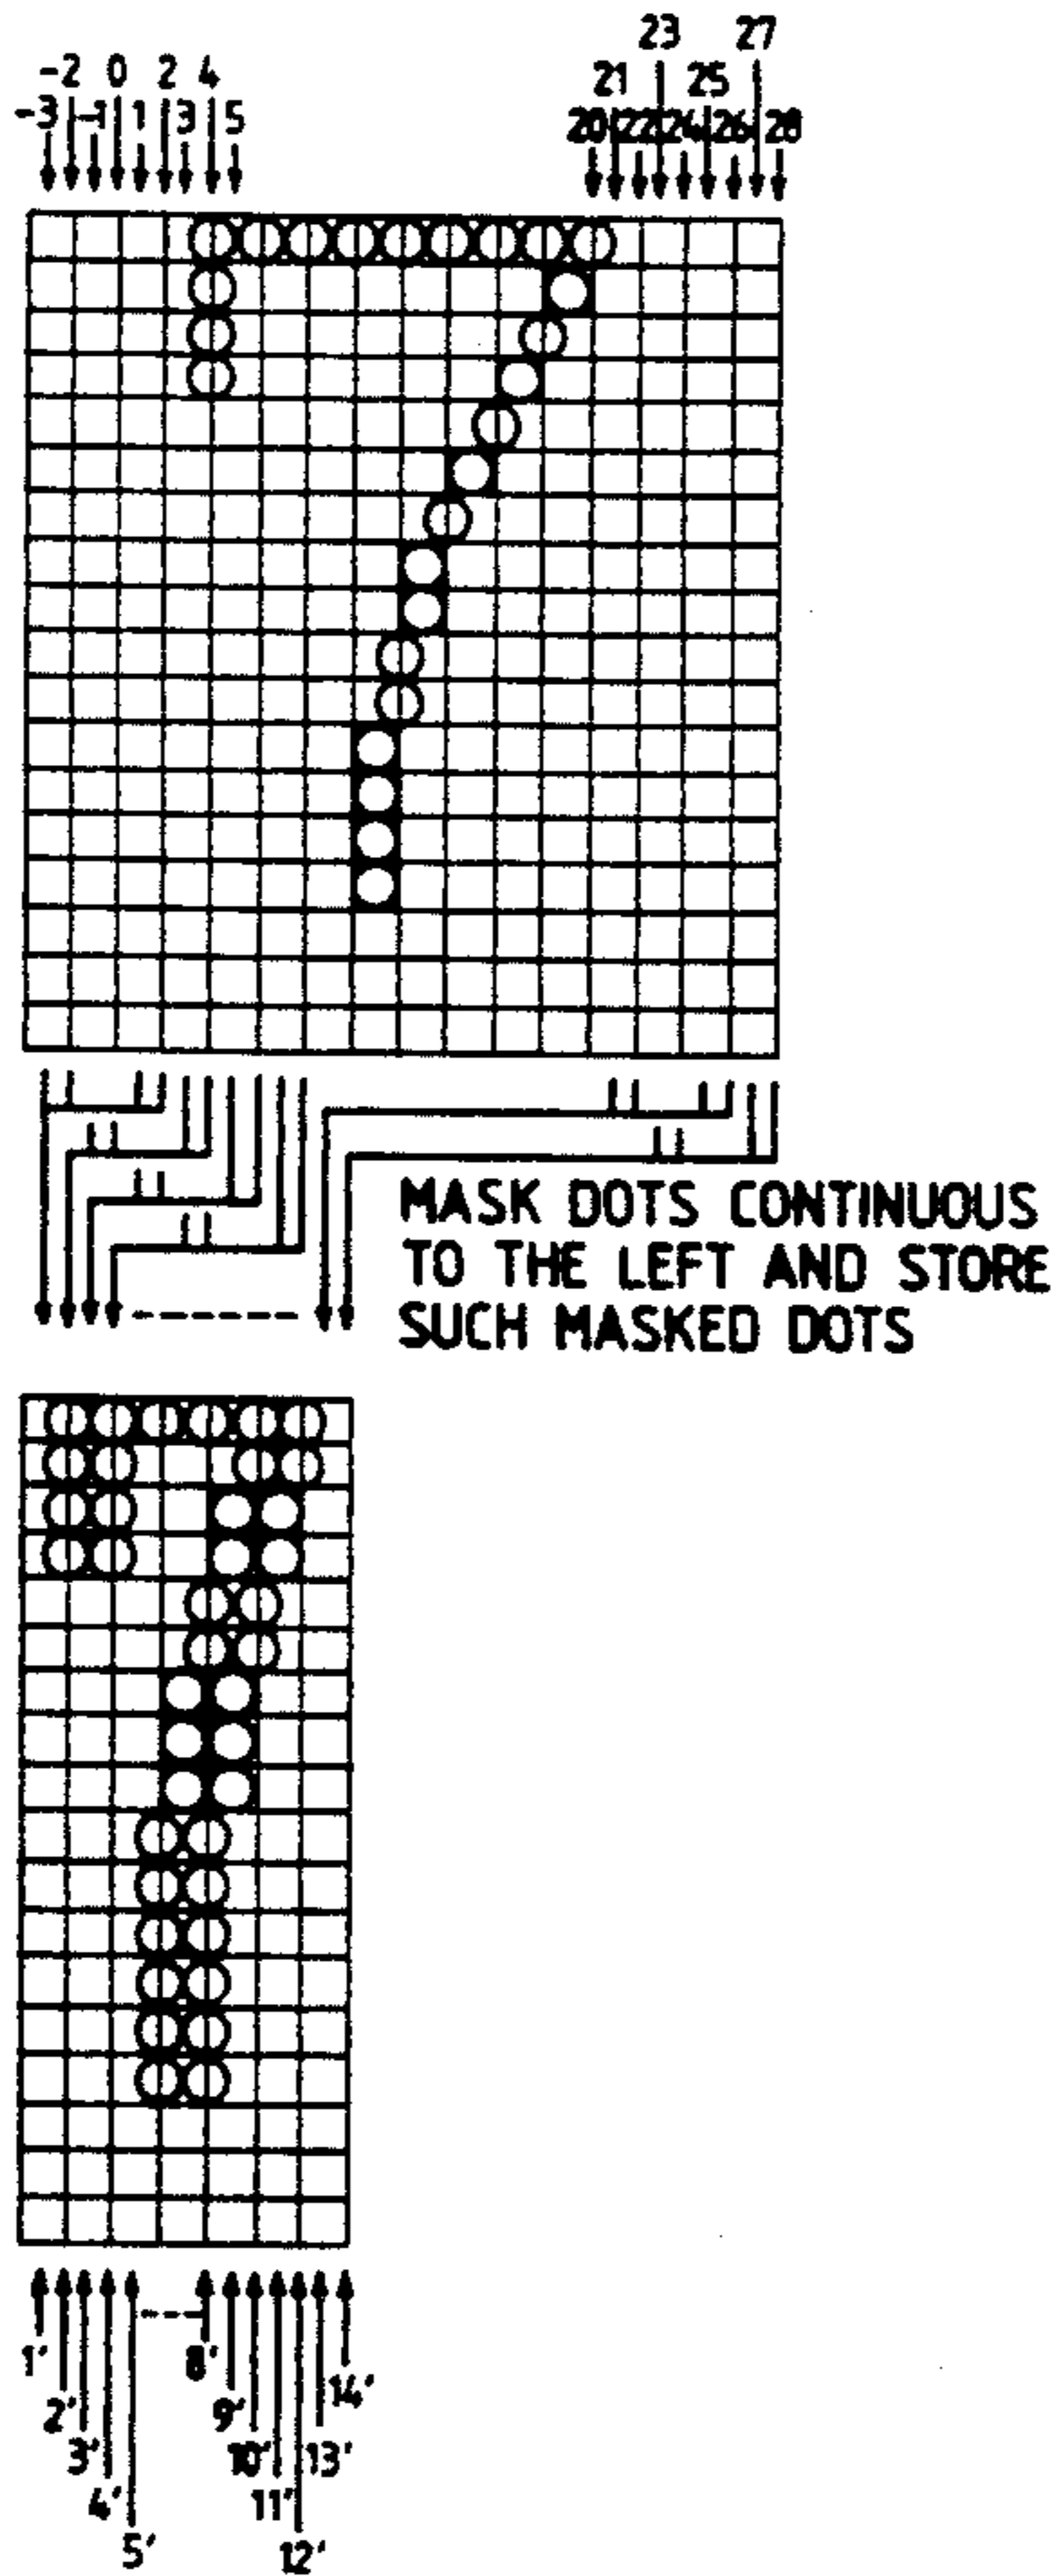 23 27
-2 0 2 4 21 25
-3 -1 1 3 5 20 22 24 26 28
MASK DOTS CONTINUOUS
TO THE LEFT AND STORE
SUCH MASKED DOTS
1' 8' 14'
2' 9'
3' 10' 13'
4' 11'
5' 12'